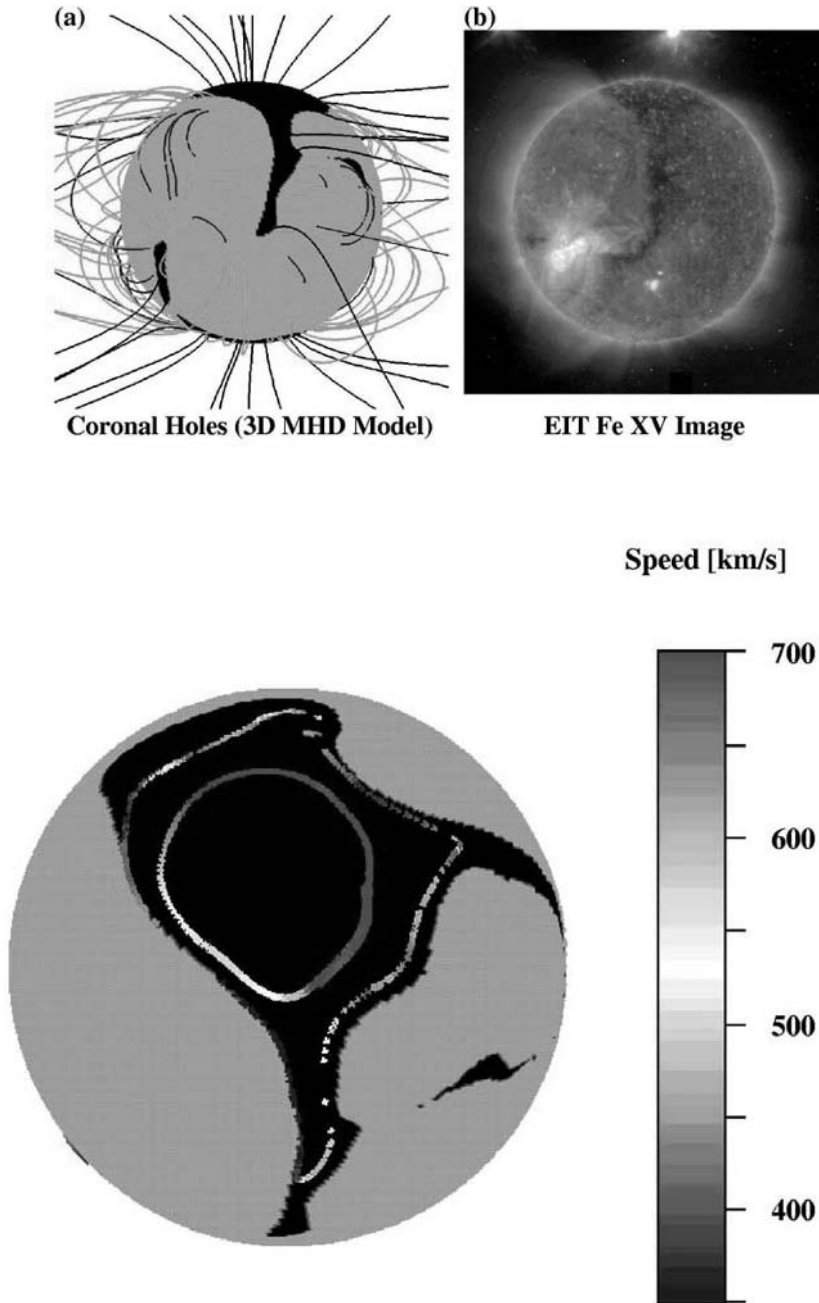 (a)
(b)
Coronal Holes (3D MHD Model)
EIT Fe XV Image
Speed [km/s]
700
600
500
400